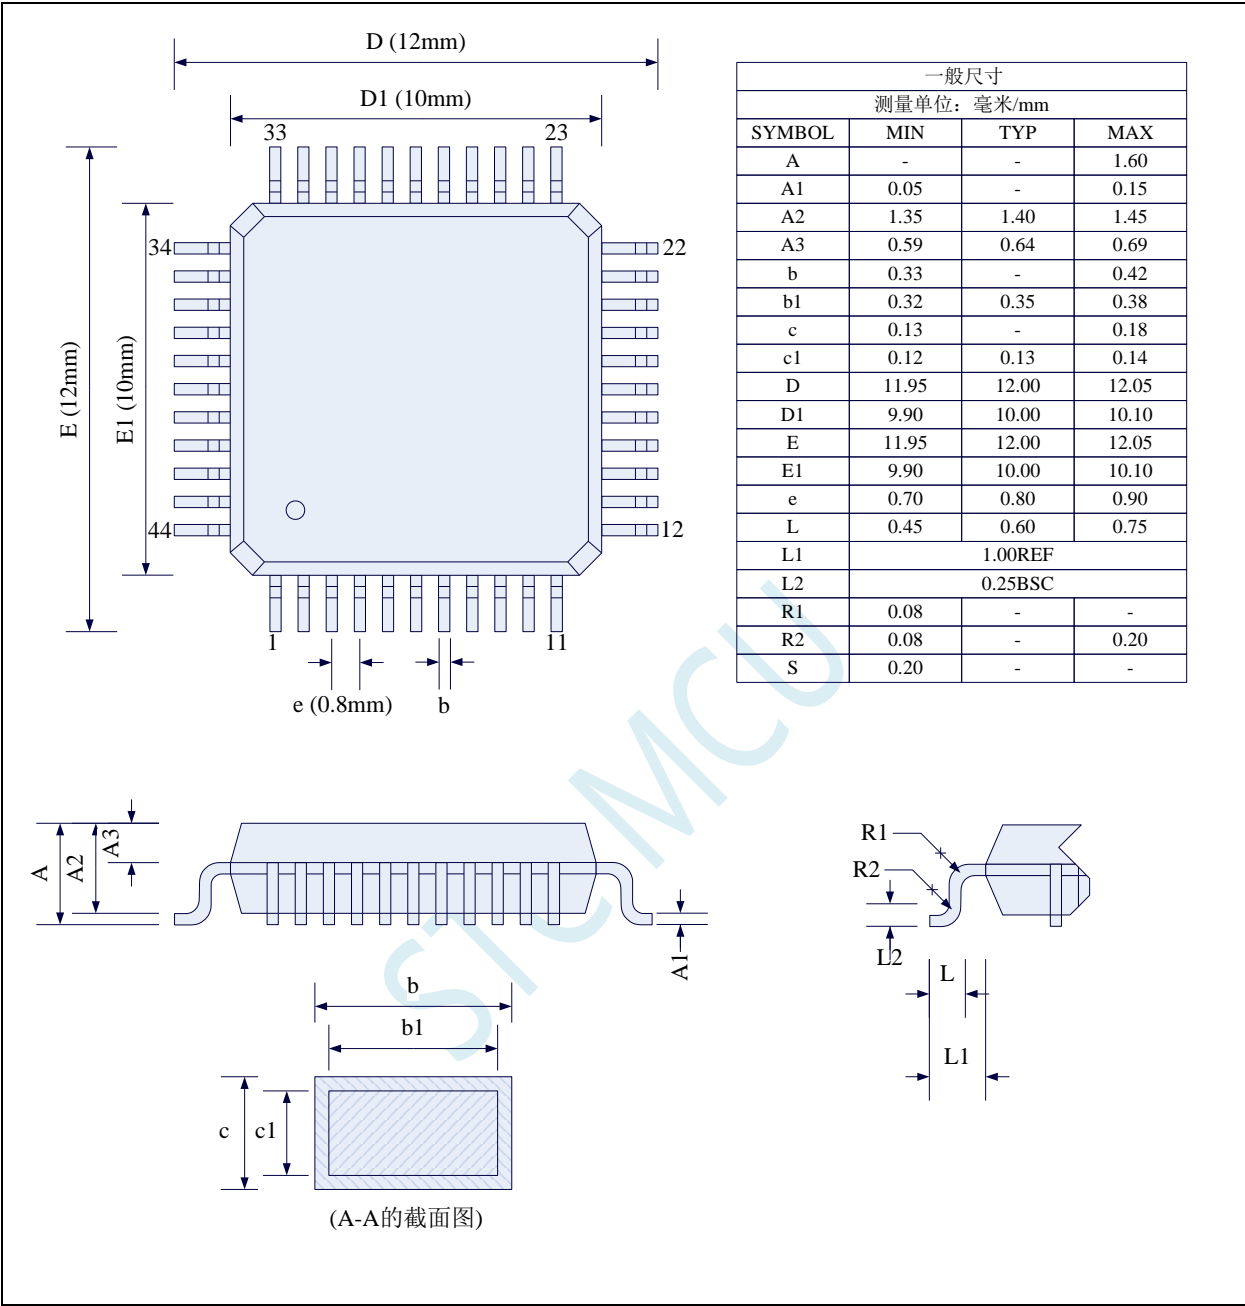 D (12mm)
D1 (10mm)
33
23
34
22
E (12mm)
E1 (10mm)
44
12
1
11
e (0.8mm)
b
一般尺寸
测量单位：毫米/mm
SYMBOL MIN TYP MAX
A - - 1.60
A1 0.05 - 0.15
A2 1.35 1.40 1.45
A3 0.59 0.64 0.69
b 0.33 - 0.42
b1 0.32 0.35 0.38
c 0.13 - 0.18
c1 0.12 0.13 0.14
D 11.95 12.00 12.05
D1 9.90 10.00 10.10
E 11.95 12.00 12.05
E1 9.90 10.00 10.10
e 0.70 0.80 0.90
L 0.45 0.60 0.75
L1 1.00REF
L2 0.25BSC
R1 0.08 - -
R2 0.08 - 0.20
S 0.20 - -
STC MCU
A
A2
A3
A1
R1
R2
L2
L
L1
b
b1
c
c1
(A-A的截面图)